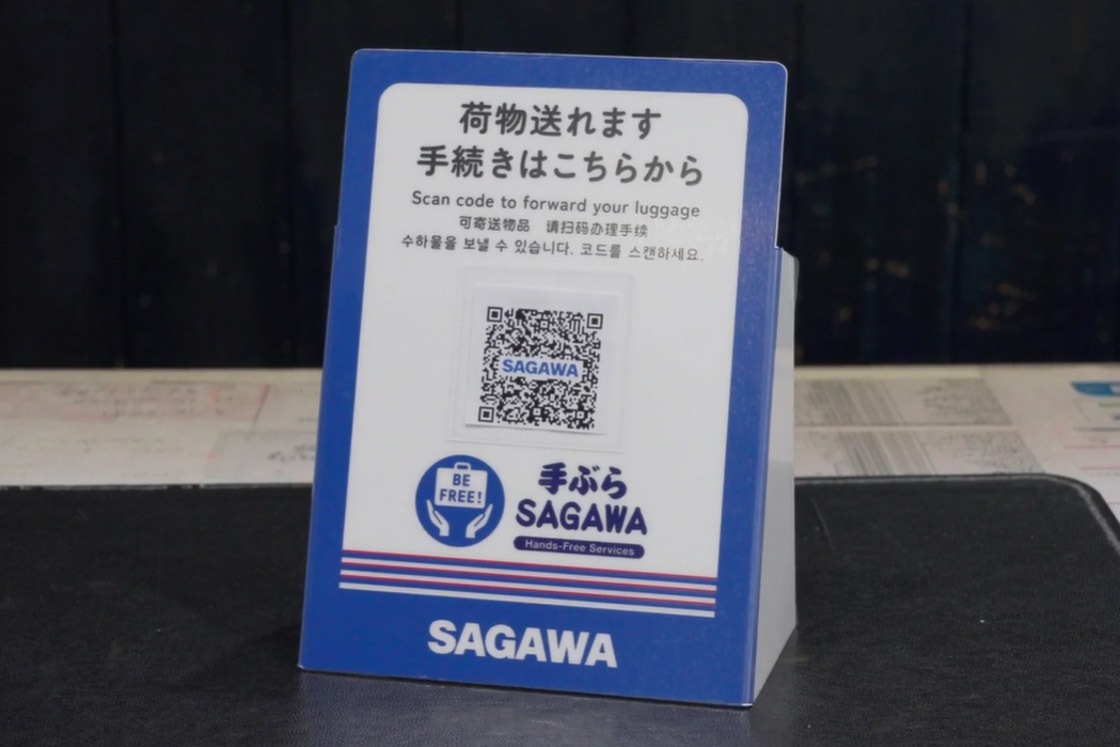 荷物送れます
手続きはこちらから
Scan code to forward your luggage
可寄送物品　请扫码办理手续
수하물을 보낼 수 있습니다. 코드를 스캔하세요.
SAGAWA
BE
FREE!
手ぶら
SAGAWA
Hands-Free Services
SAGAWA